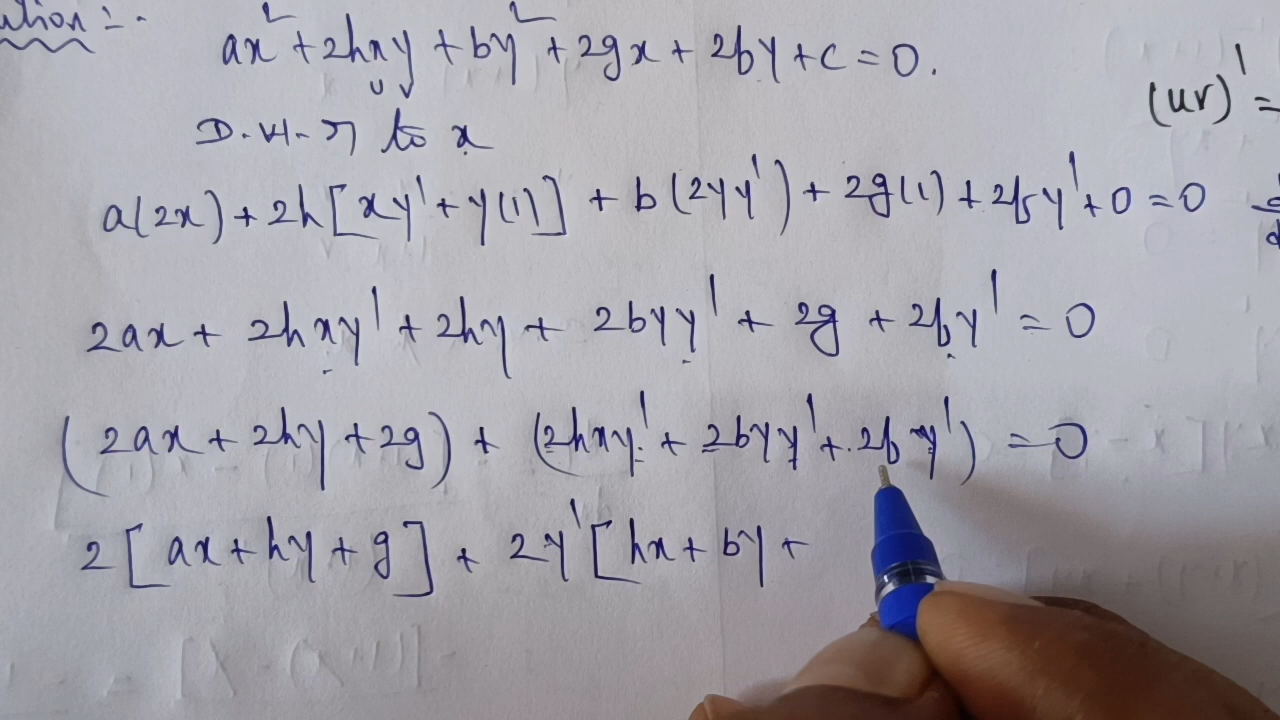 ution :-
ax² + 2hxy + by² + 2gx + 2fy + c = 0.
u v
(uv)' =
D. w. r to x
a(2x) + 2h[xy' + y(1)] + b(2yy') + 2g(1) + 2fy' + 0 = 0
2ax + 2hxy' + 2hy + 2byy' + 2g + 2fy' = 0
(2ax + 2hy + 2g) + (2hxy' + 2byy' + 2fy') = 0
2[ax + hy + g] + 2y'[hx + by +